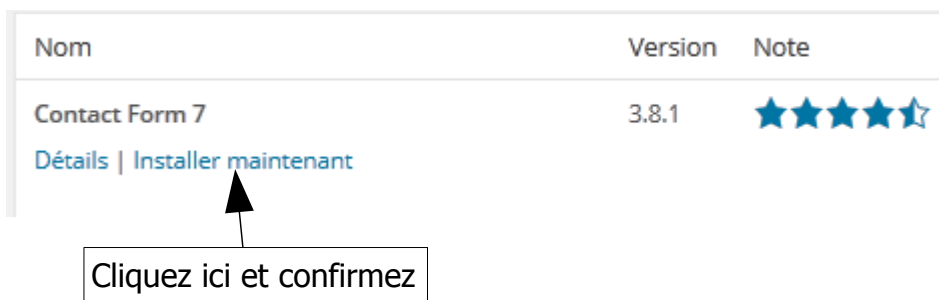 Nom Version Note
Contact Form 7 3.8.1
Détails | Installer maintenant
Cliquez ici et confirmez